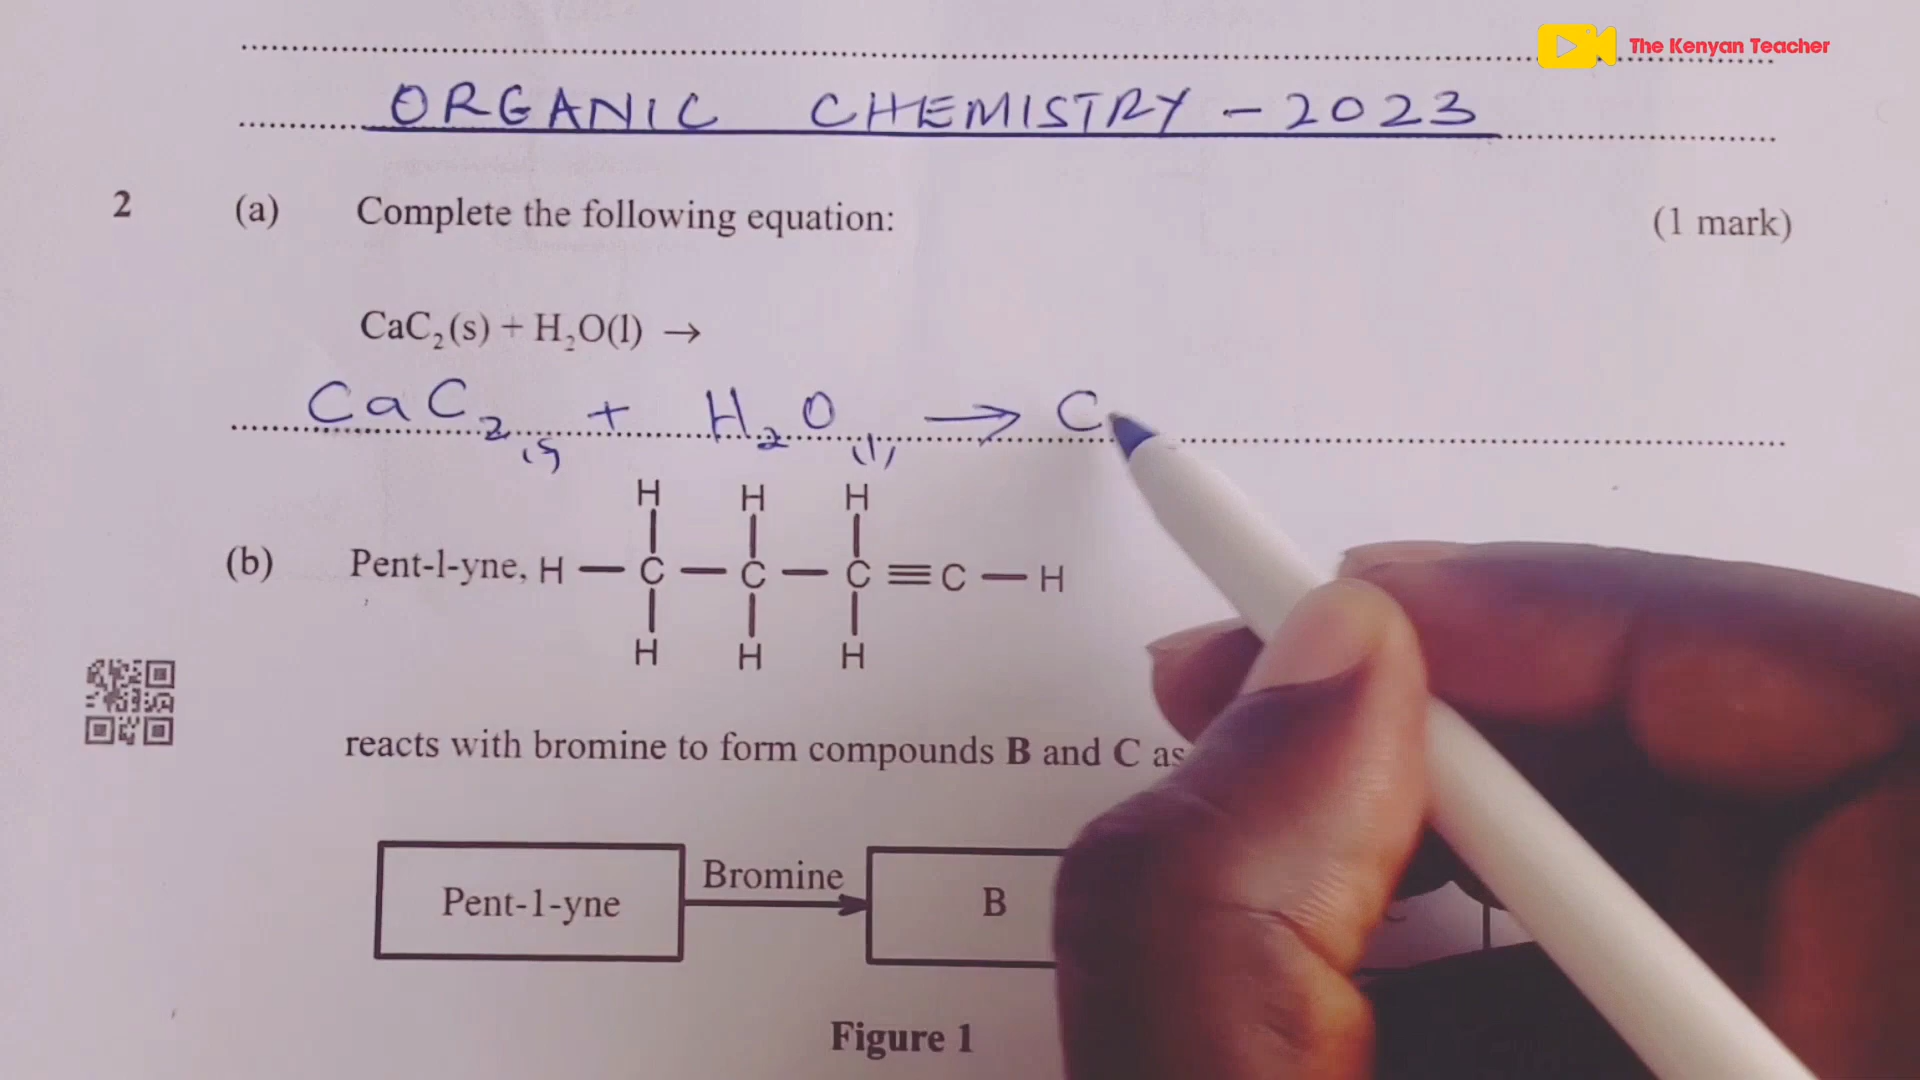 The Kenyan Teacher
ORGANIC CHEMISTRY - 2023
2 (a) Complete the following equation: (1 mark)
CaC₂(s) + H₂O(l) →
CaC₂(s) + H₂O(l) → C
H H H
(b) Pent-1-yne, H — C — C — C ≡ C — H
H H H
reacts with bromine to form compounds B and C as
Pent-1-yne Bromine B
Figure 1